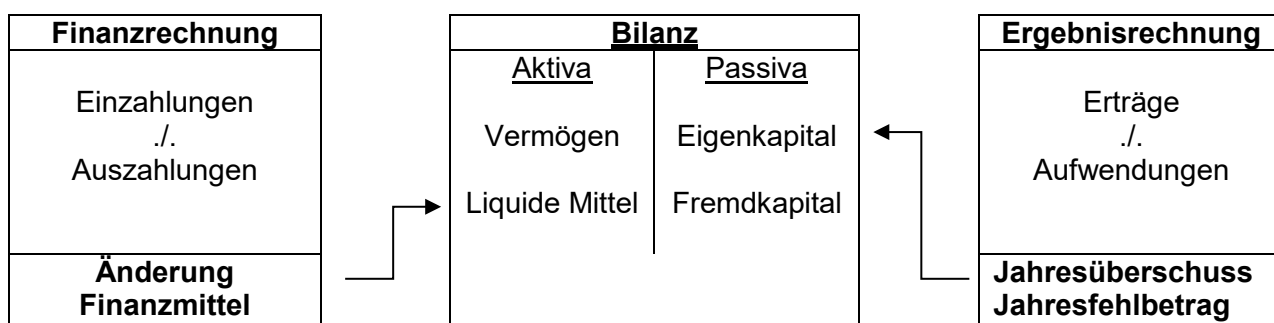 Finanzrechnung
Einzahlungen
./.
Auszahlungen
Änderung
Finanzmittel
Bilanz
Aktiva Passiva
Vermögen Eigenkapital
Liquide Mittel Fremdkapital
Ergebnisrechnung
Erträge
./.
Aufwendungen
Jahresüberschuss
Jahresfehlbetrag